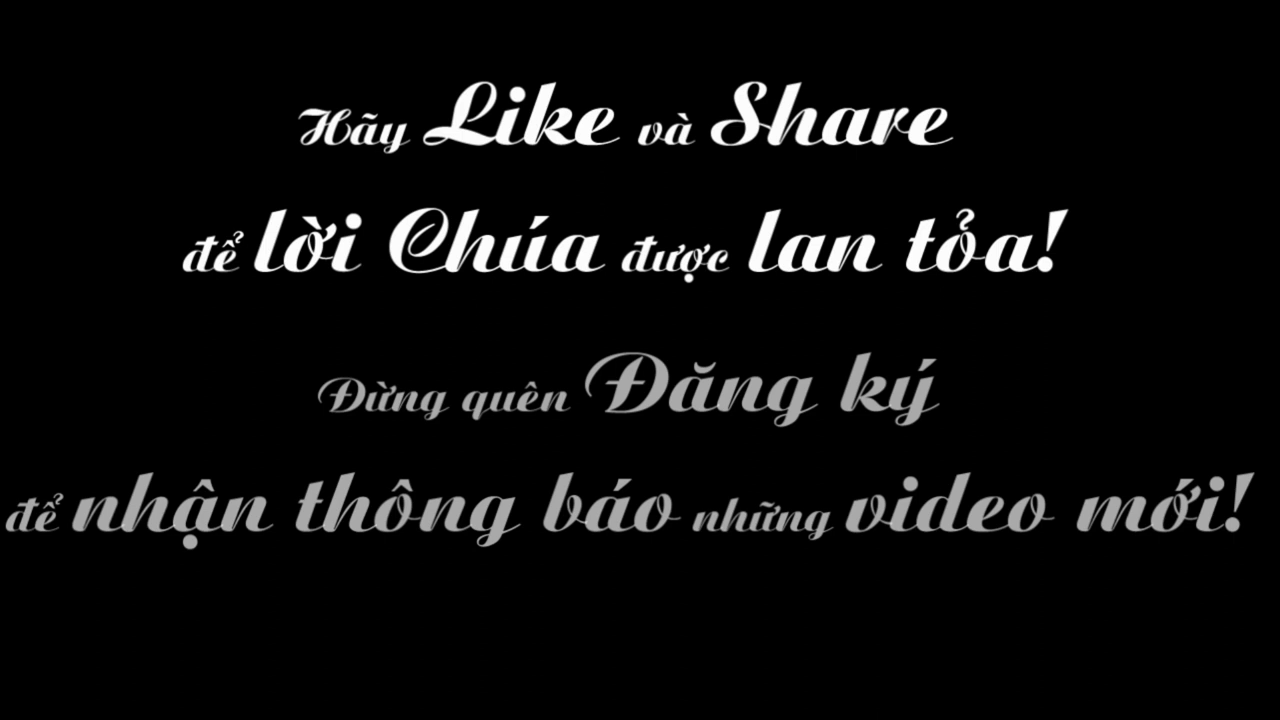 Hãy Like và Share
để lời Chúa được lan tỏa!
Đừng quên Đăng ký
để nhận thông báo những video mới!